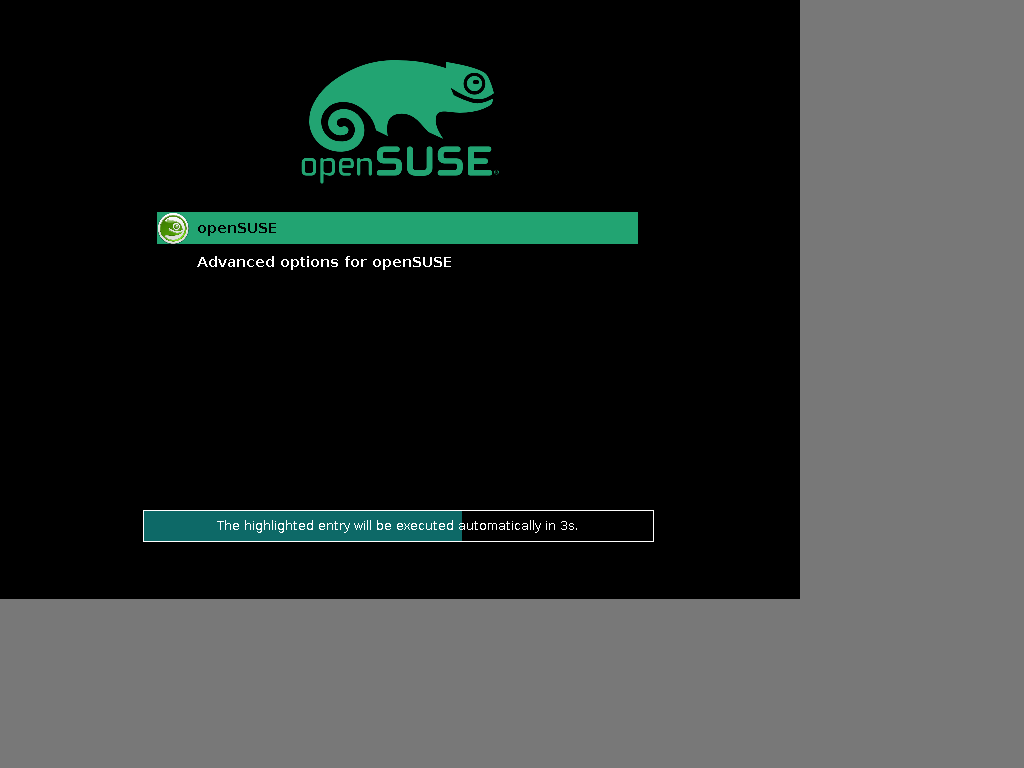 openSUSE
openSUSE
Advanced options for openSUSE
The highlighted entry will be executed automatically in 3s.